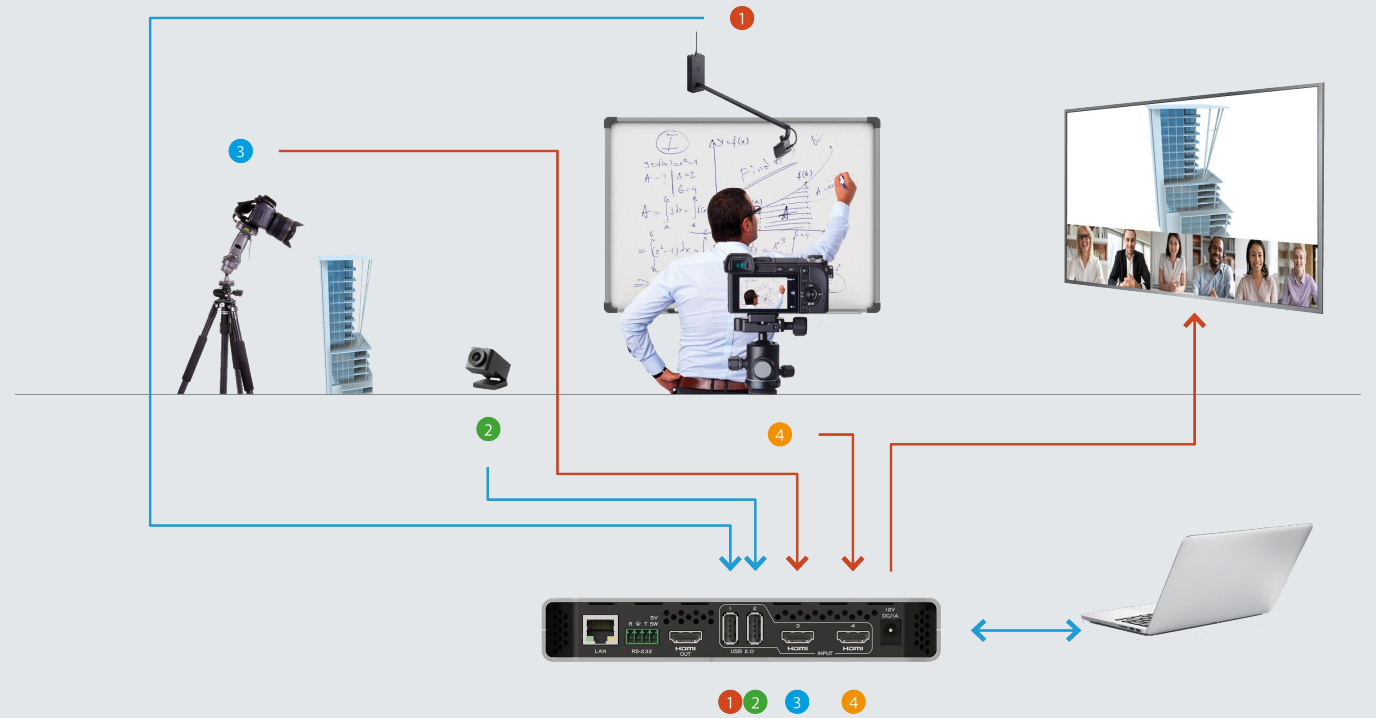 1
3
I
y=f(x)
Find
A
2
4
12V
DC/1A
5V
R T SW
1 2
3 4
LAN RS-232 HDMI OUT USB 2.0 HDMI INPUT HDMI
1 2 3 4